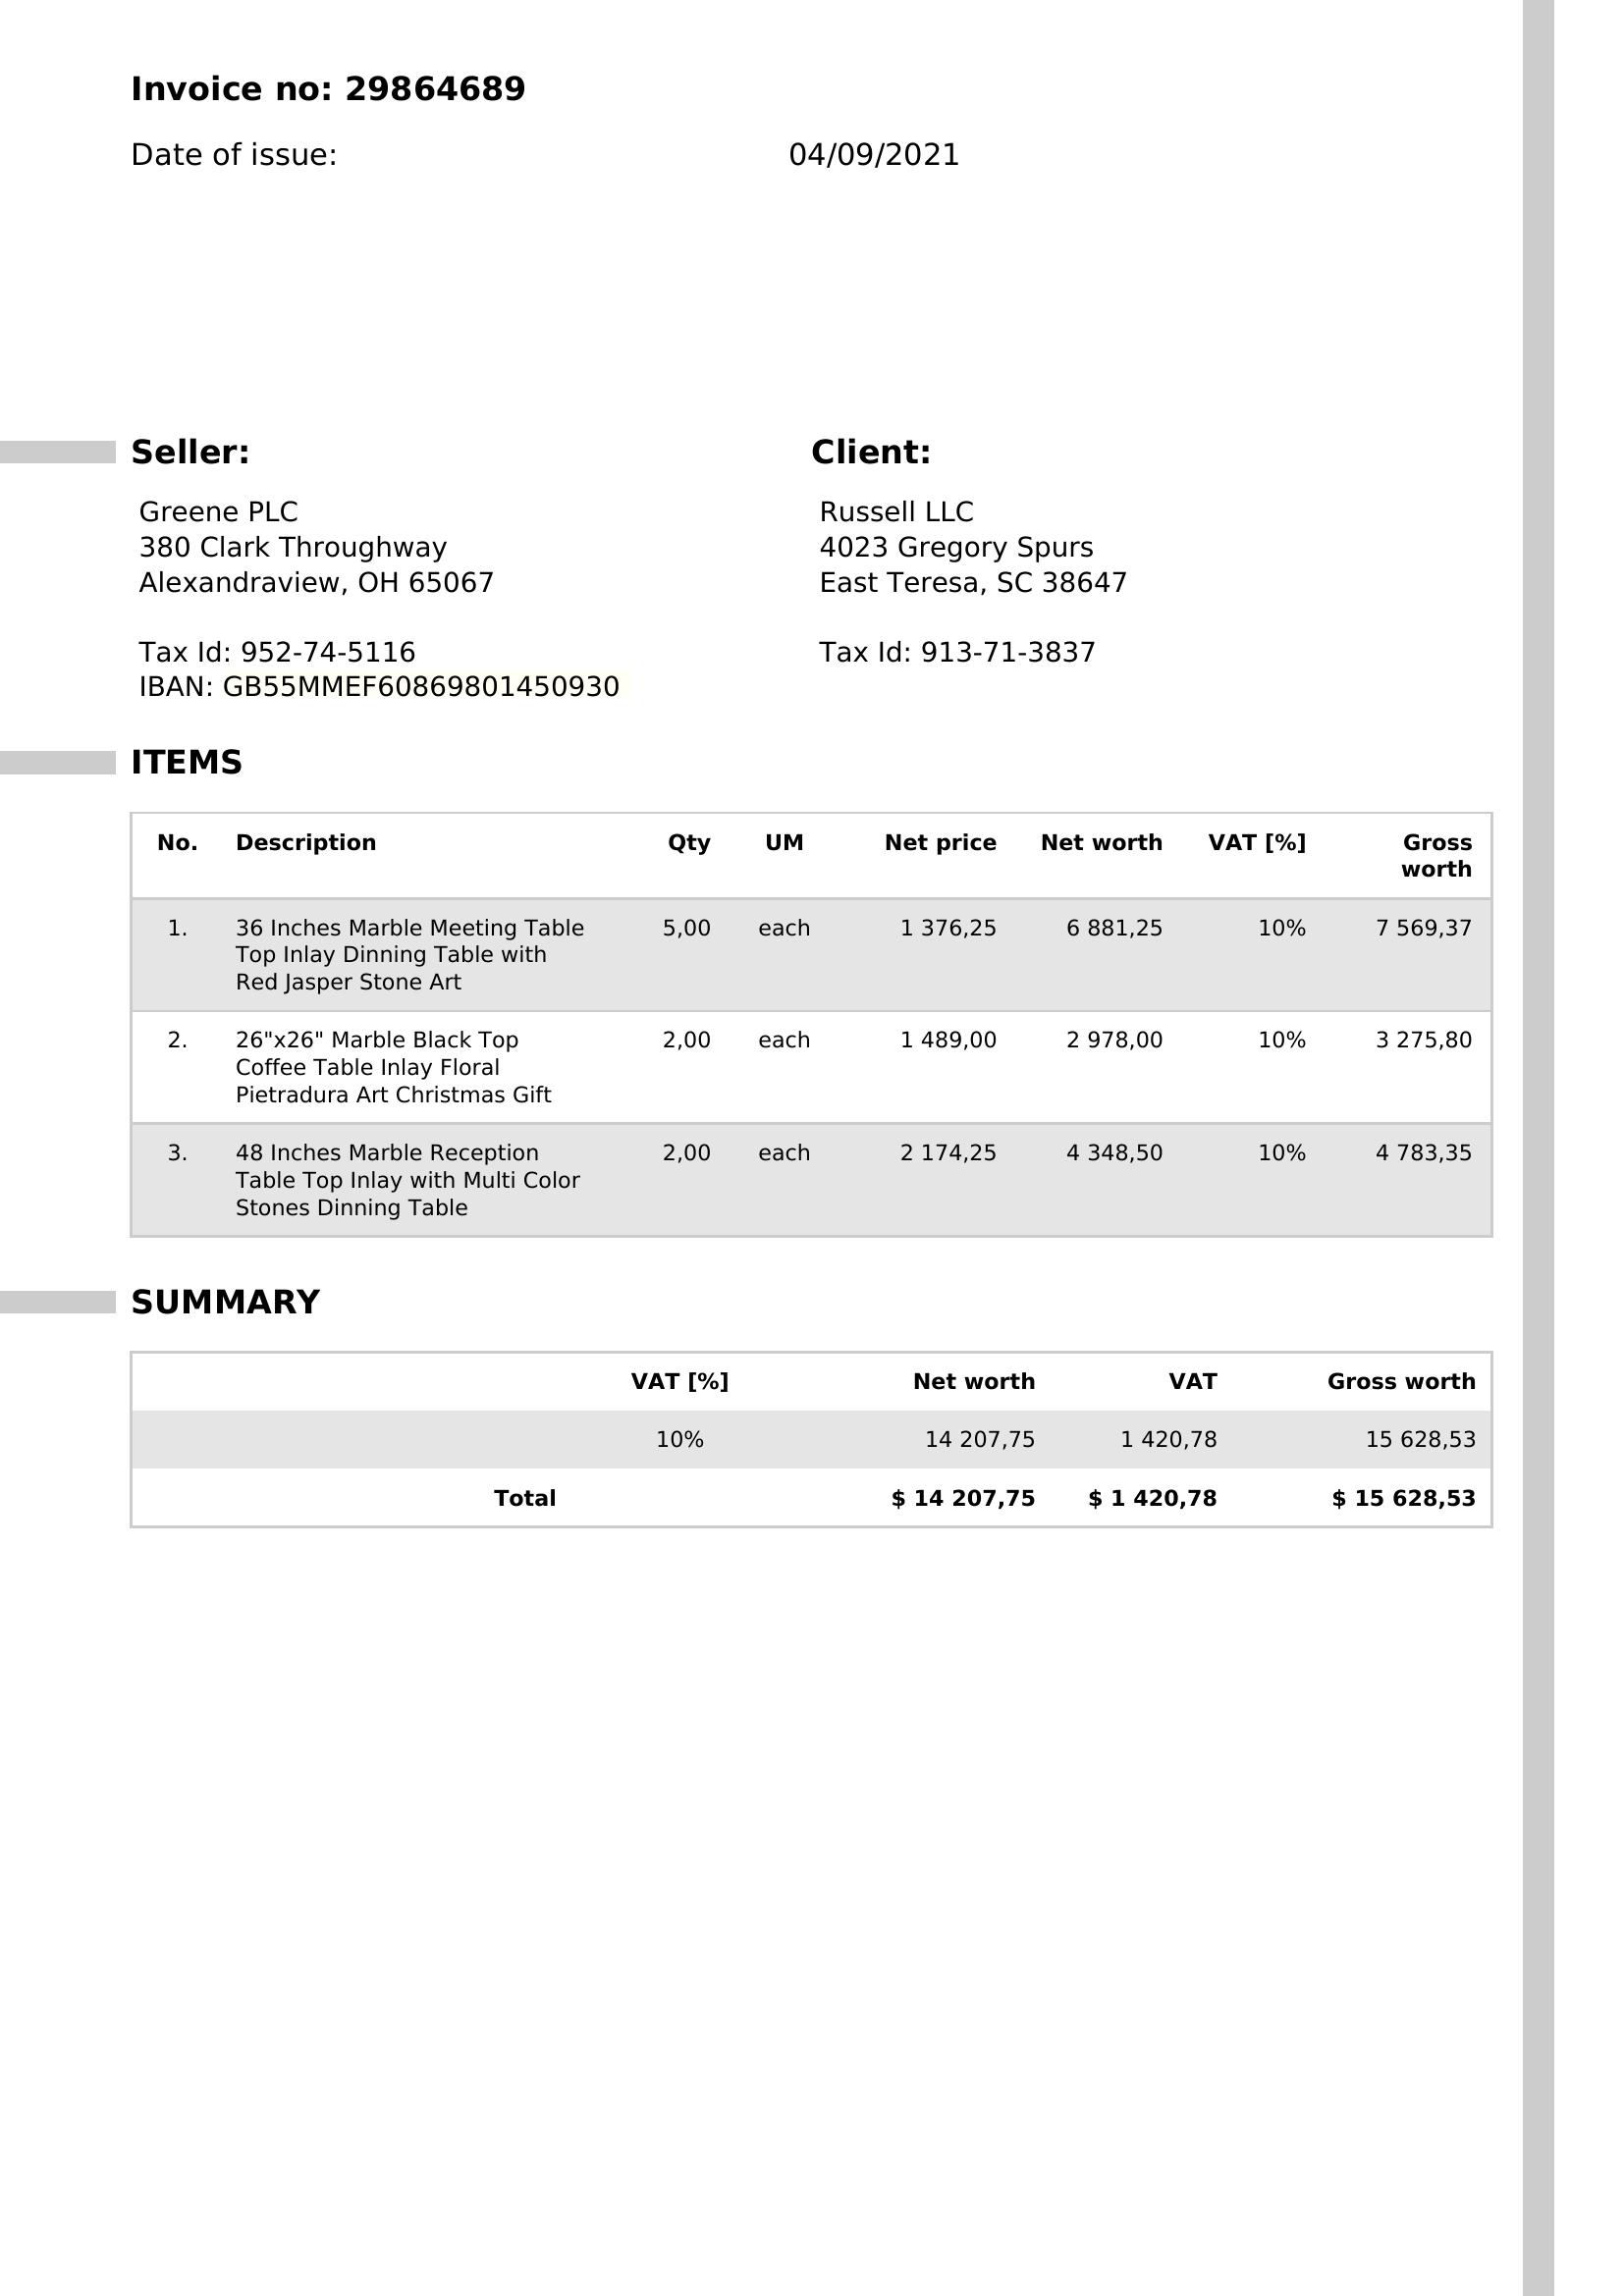 Invoice no: 29864689
Date of issue: 04/09/2021
Seller:
Greene PLC
380 Clark Throughway
Alexandraview, OH 65067
Tax Id: 952-74-5116
IBAN: GB55MMEF60869801450930
Client:
Russell LLC
4023 Gregory Spurs
East Teresa, SC 38647
Tax Id: 913-71-3837
ITEMS
No. Description Qty UM Net price Net worth VAT [%] Gross
worth
1. 36 Inches Marble Meeting Table 5,00 each 1 376,25 6 881,25 10% 7 569,37
Top Inlay Dinning Table with
Red Jasper Stone Art
2. 26"x26" Marble Black Top 2,00 each 1 489,00 2 978,00 10% 3 275,80
Coffee Table Inlay Floral
Pietradura Art Christmas Gift
3. 48 Inches Marble Reception 2,00 each 2 174,25 4 348,50 10% 4 783,35
Table Top Inlay with Multi Color
Stones Dinning Table
SUMMARY
VAT [%] Net worth VAT Gross worth
10% 14 207,75 1 420,78 15 628,53
Total $ 14 207,75 $ 1 420,78 $ 15 628,53